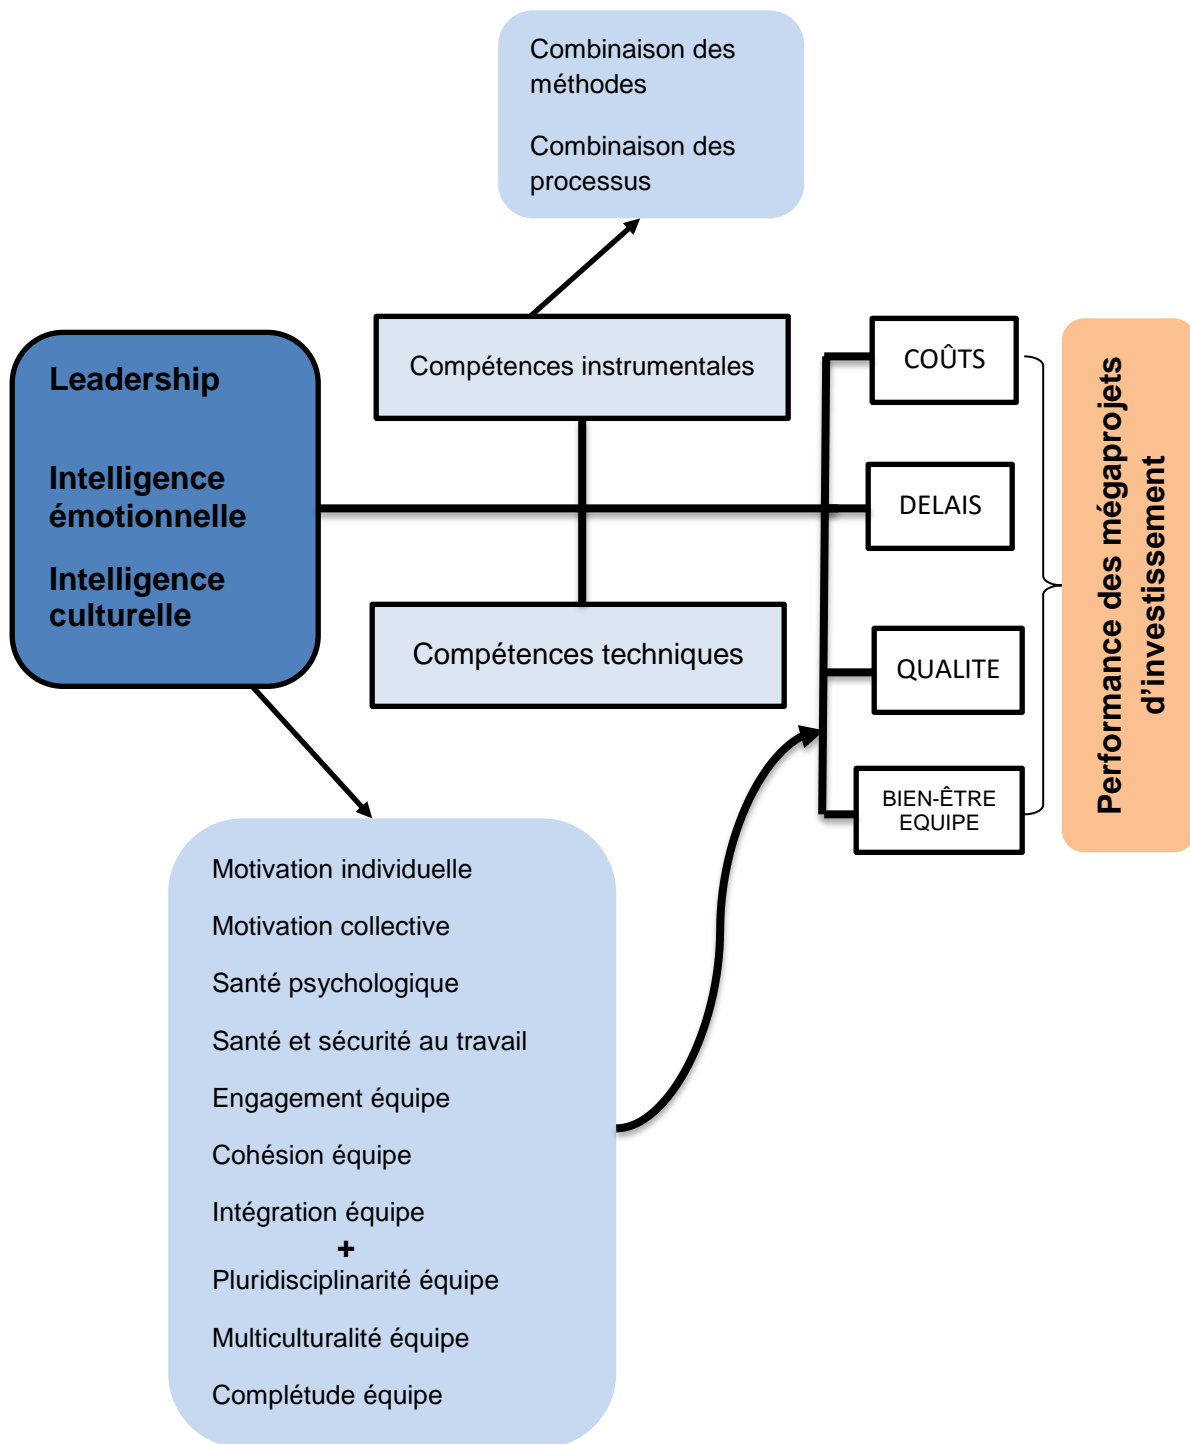 Combinaison des
méthodes
Combinaison des
processus
Compétences instrumentales
Leadership
Intelligence
émotionnelle
Intelligence
culturelle
Compétences techniques
COÛTS
DELAIS
QUALITE
BIEN-ÊTRE
EQUIPE
Performance des mégaprojets
d’investissement
Motivation individuelle
Motivation collective
Santé psychologique
Santé et sécurité au travail
Engagement équipe
Cohésion équipe
Intégration équipe
+
Pluridisciplinarité équipe
Multiculturalité équipe
Complétude équipe